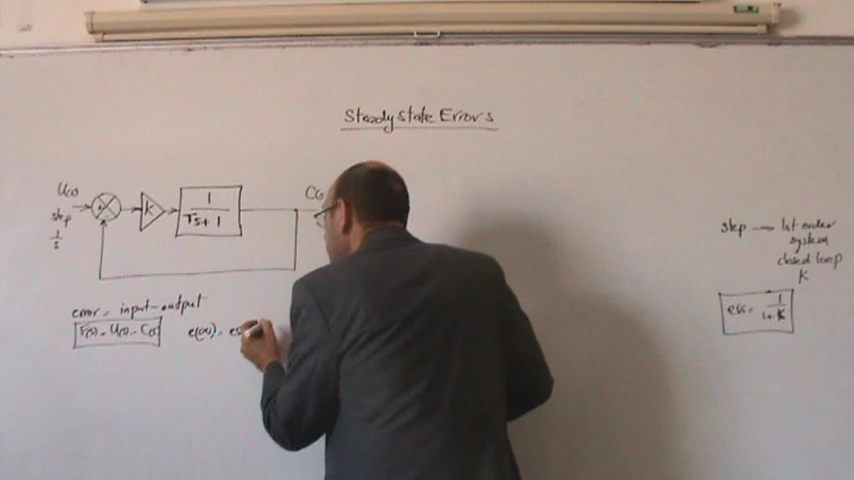 Steady state Errors
U(s)
step
1/s
K
1
Ts+1
error = input-output
E(s) = U(s) - C(s)
e(∞) = es
step → 1st order
system
closed loop
K
ess = 1/1+K